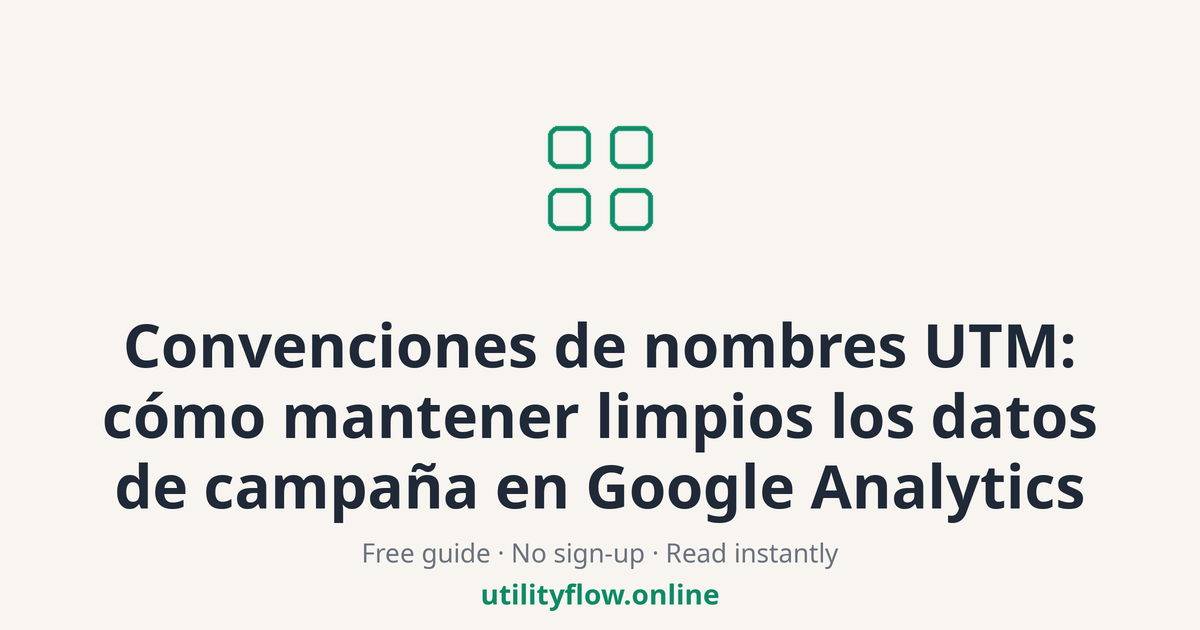 Convenciones de nombres UTM:
cómo mantener limpios los datos
de campaña en Google Analytics
Free guide · No sign-up · Read instantly
utilityflow.online